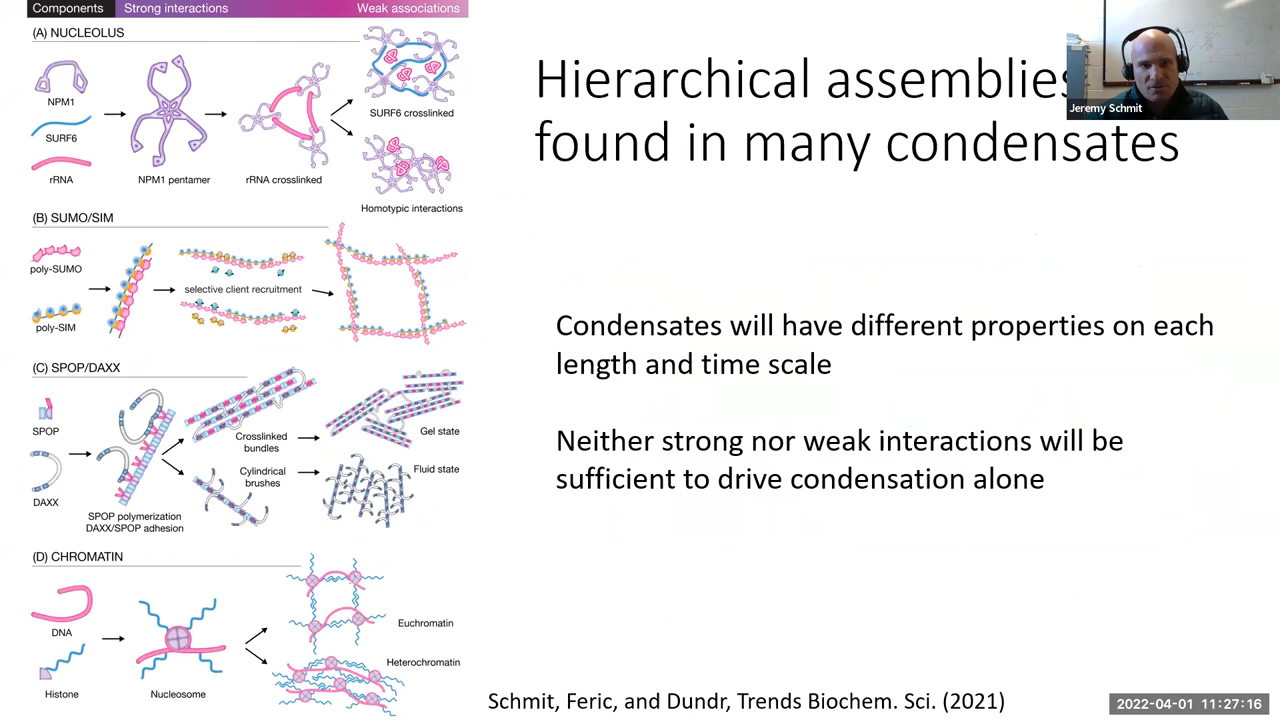 Components
Strong interactions
Weak associations
(A) NUCLEOLUS
NPM1
SURF6
rRNA
NPM1 pentamer
rRNA crosslinked
SURF6 crosslinked
Homotypic interactions
(B) SUMO/SIM
poly-SUMO
poly-SIM
selective client recruitment
(C) SPOP/DAXX
SPOP
DAXX
SPOP polymerization
DAXX/SPOP adhesion
Crosslinked
bundles
Cylindrical
brushes
Gel state
Fluid state
(D) CHROMATIN
DNA
Histone
Nucleosome
Euchromatin
Heterochromatin
Hierarchical assemblies
found in many condensates
Jeremy Schmit
Condensates will have different properties on each
length and time scale
Neither strong nor weak interactions will be
sufficient to drive condensation alone
Schmit, Feric, and Dundr, Trends Biochem. Sci. (2021)
2022-04-01 11:27:16